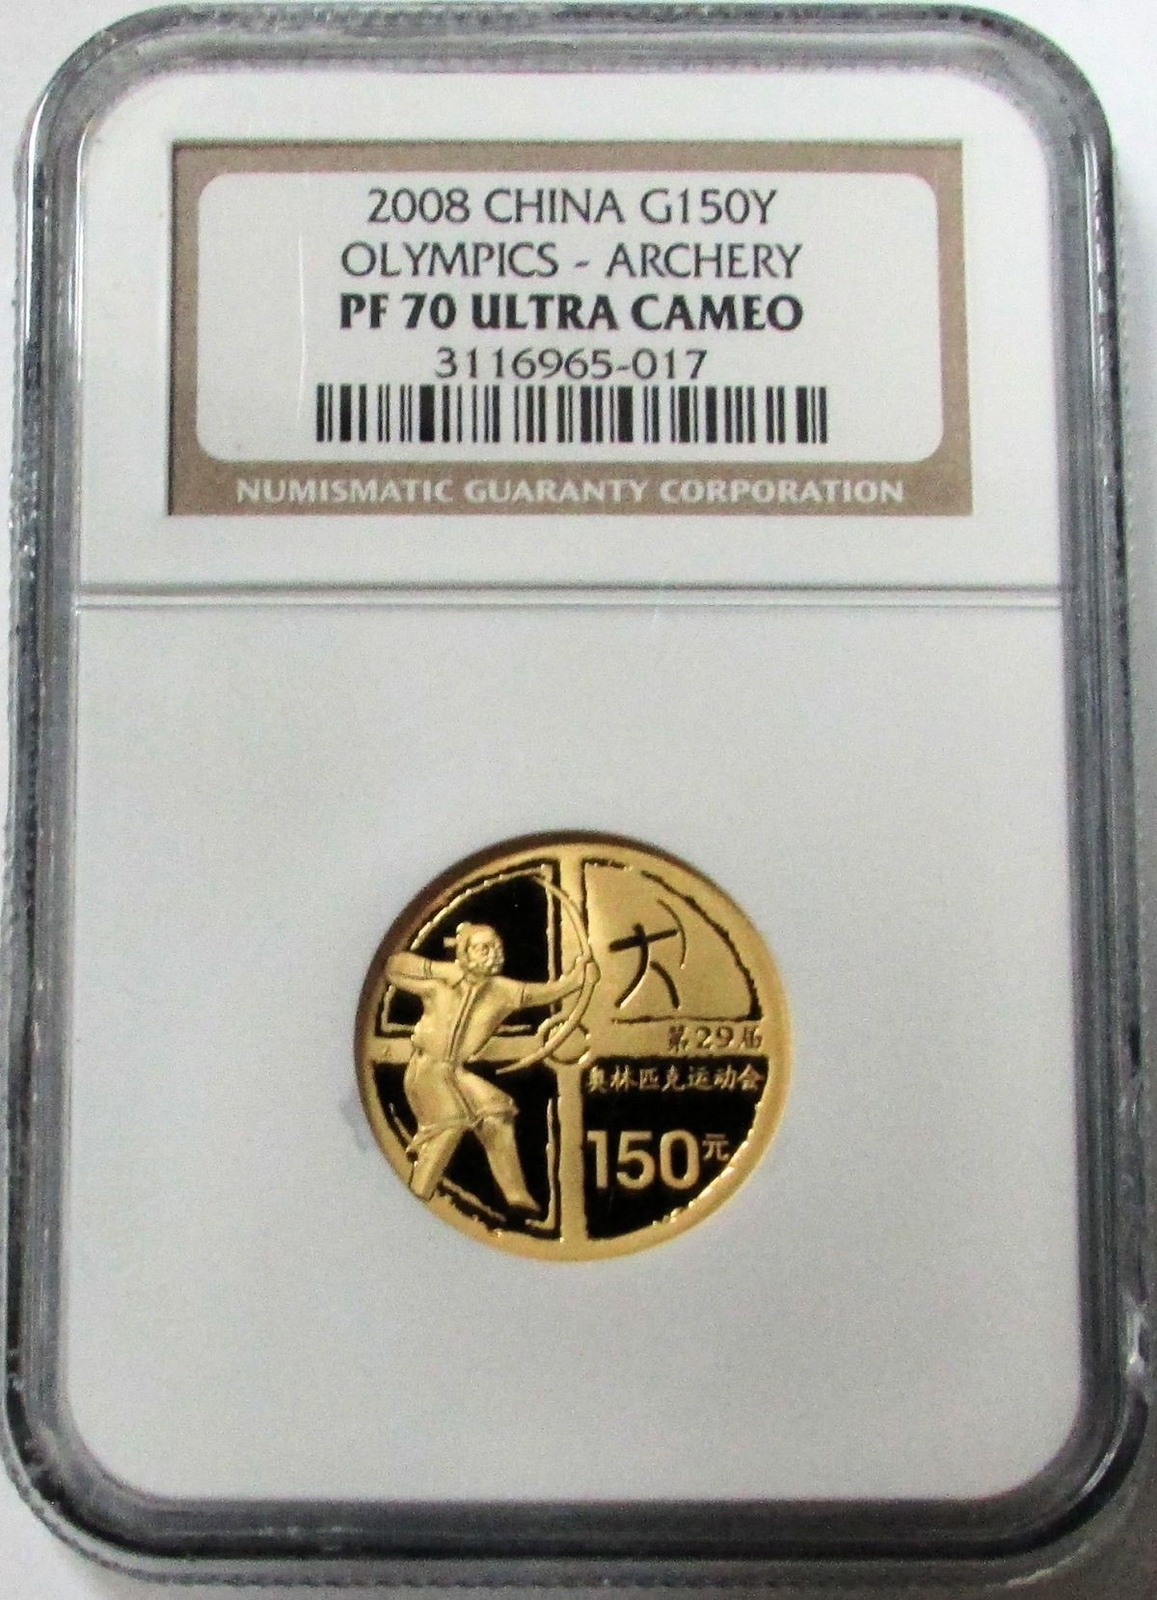 2008 CHINA G150Y
OLYMPICS - ARCHERY
PF 70 ULTRA CAMEO
3116965-017
NUMISMATIC GUARANTY CORPORATION
第29届
奥林匹克运动会
150元